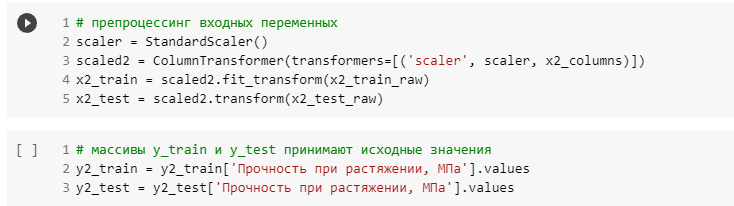 1 # препроцессинг входных переменных
2 scaler = StandardScaler()
3 scaled2 = ColumnTransformer(transformers=[('scaler', scaler, x2_columns)])
4 x2_train = scaled2.fit_transform(x2_train_raw)
5 x2_test = scaled2.transform(x2_test_raw)
[ ] 1 # массивы y_train и y_test принимают исходные значения
2 y2_train = y2_train['Прочность при растяжении, МПа'].values
3 y2_test = y2_test['Прочность при растяжении, МПа'].values